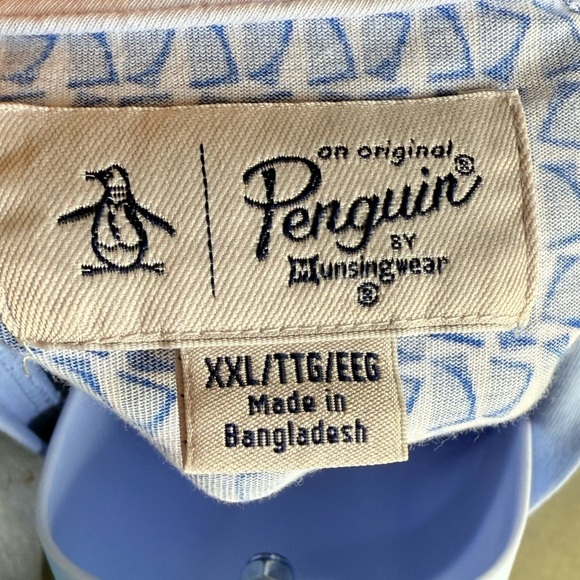 an original
Penguin®
BY
Munsingwear
®
XXL/TTG/EEG
Made in
Bangladesh